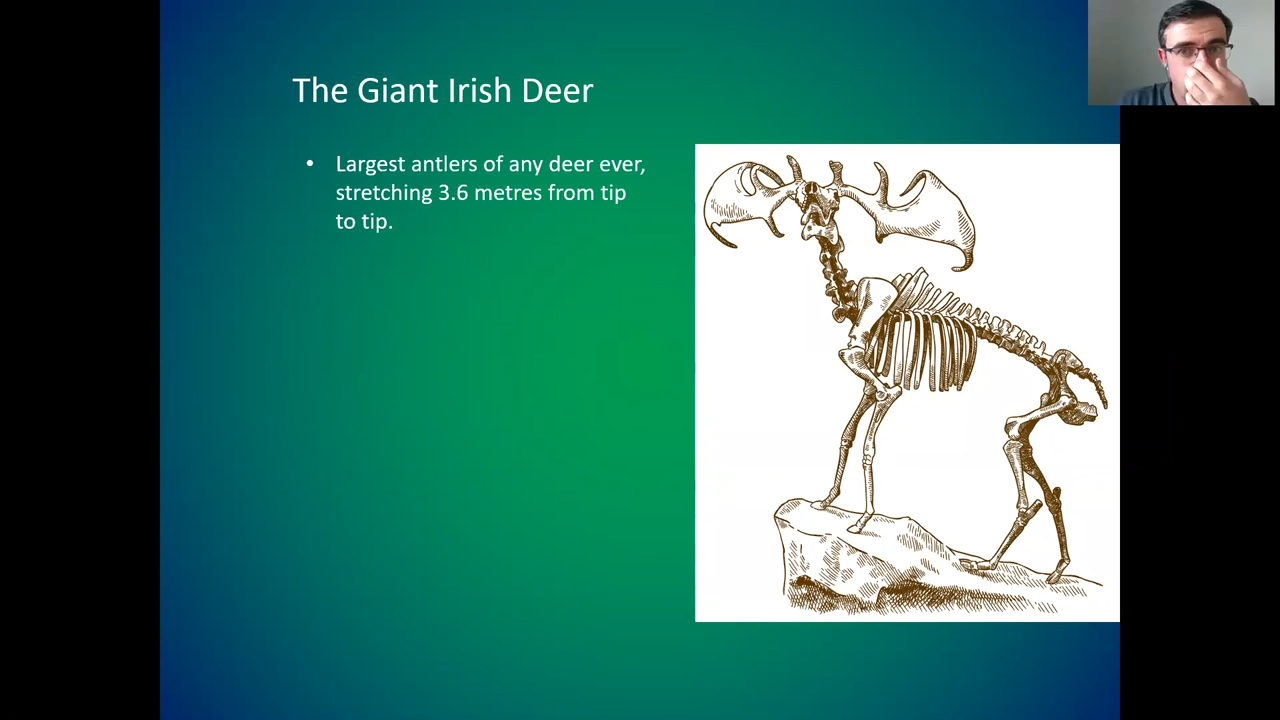 The Giant Irish Deer
• Largest antlers of any deer ever,
stretching 3.6 metres from tip
to tip.